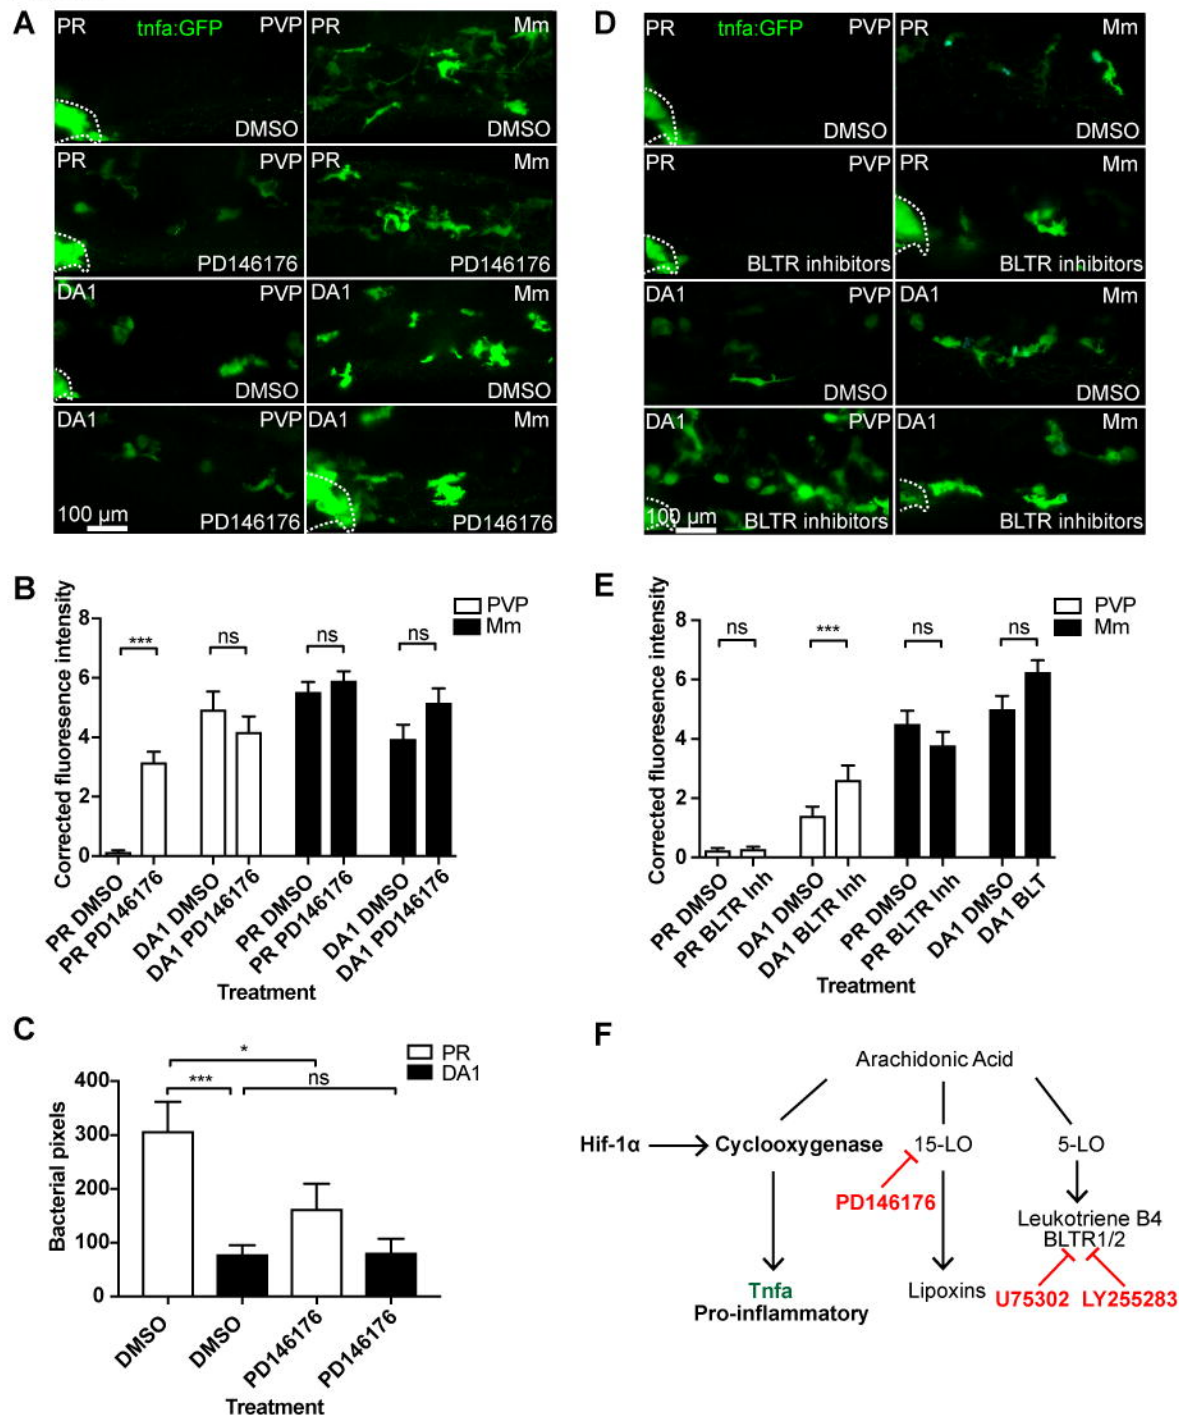 A
PR tnfa:GFP PVP
DMSO
PR Mm
DMSO
PR PVP
PD146176
PR Mm
PD146176
DA1 PVP
DMSO
DA1 Mm
DMSO
DA1 PVP
100 µm PD146176
DA1 Mm
PD146176
D
PR tnfa:GFP PVP
DMSO
PR Mm
DMSO
PR PVP
BLTR inhibitors
PR Mm
BLTR inhibitors
DA1 PVP
DMSO
DA1 Mm
DMSO
DA1 PVP
100 µm BLTR inhibitors
DA1 Mm
BLTR inhibitors
B
Corrected fluoresence intensity
PVP
Mm
8
6
4
2
0
*** ns ns ns
PR DMSO
PR PD146176
DA1 DMSO
DA1 PD146176
PR DMSO
PR PD146176
DA1 DMSO
DA1 PD146176
Treatment
E
Corrected fluoresence intensity
PVP
Mm
8
6
4
2
0
ns *** ns ns
PR DMSO
PR BLTR Inh
DA1 DMSO
DA1 BLTR Inh
PR DMSO
PR BLTR Inh
DA1 DMSO
DA1 BLT
Treatment
C
Bacterial pixels
PR
DA1
400
300
200
100
0
*
*** ns
DMSO
DMSO
PD146176
PD146176
Treatment
F
Arachidonic Acid
Hif-1α Cyclooxygenase 15-LO 5-LO
PD146176
Leukotriene B4
BLTR1/2
Tnfa
Pro-inflammatory
Lipoxins
U75302 LY255283